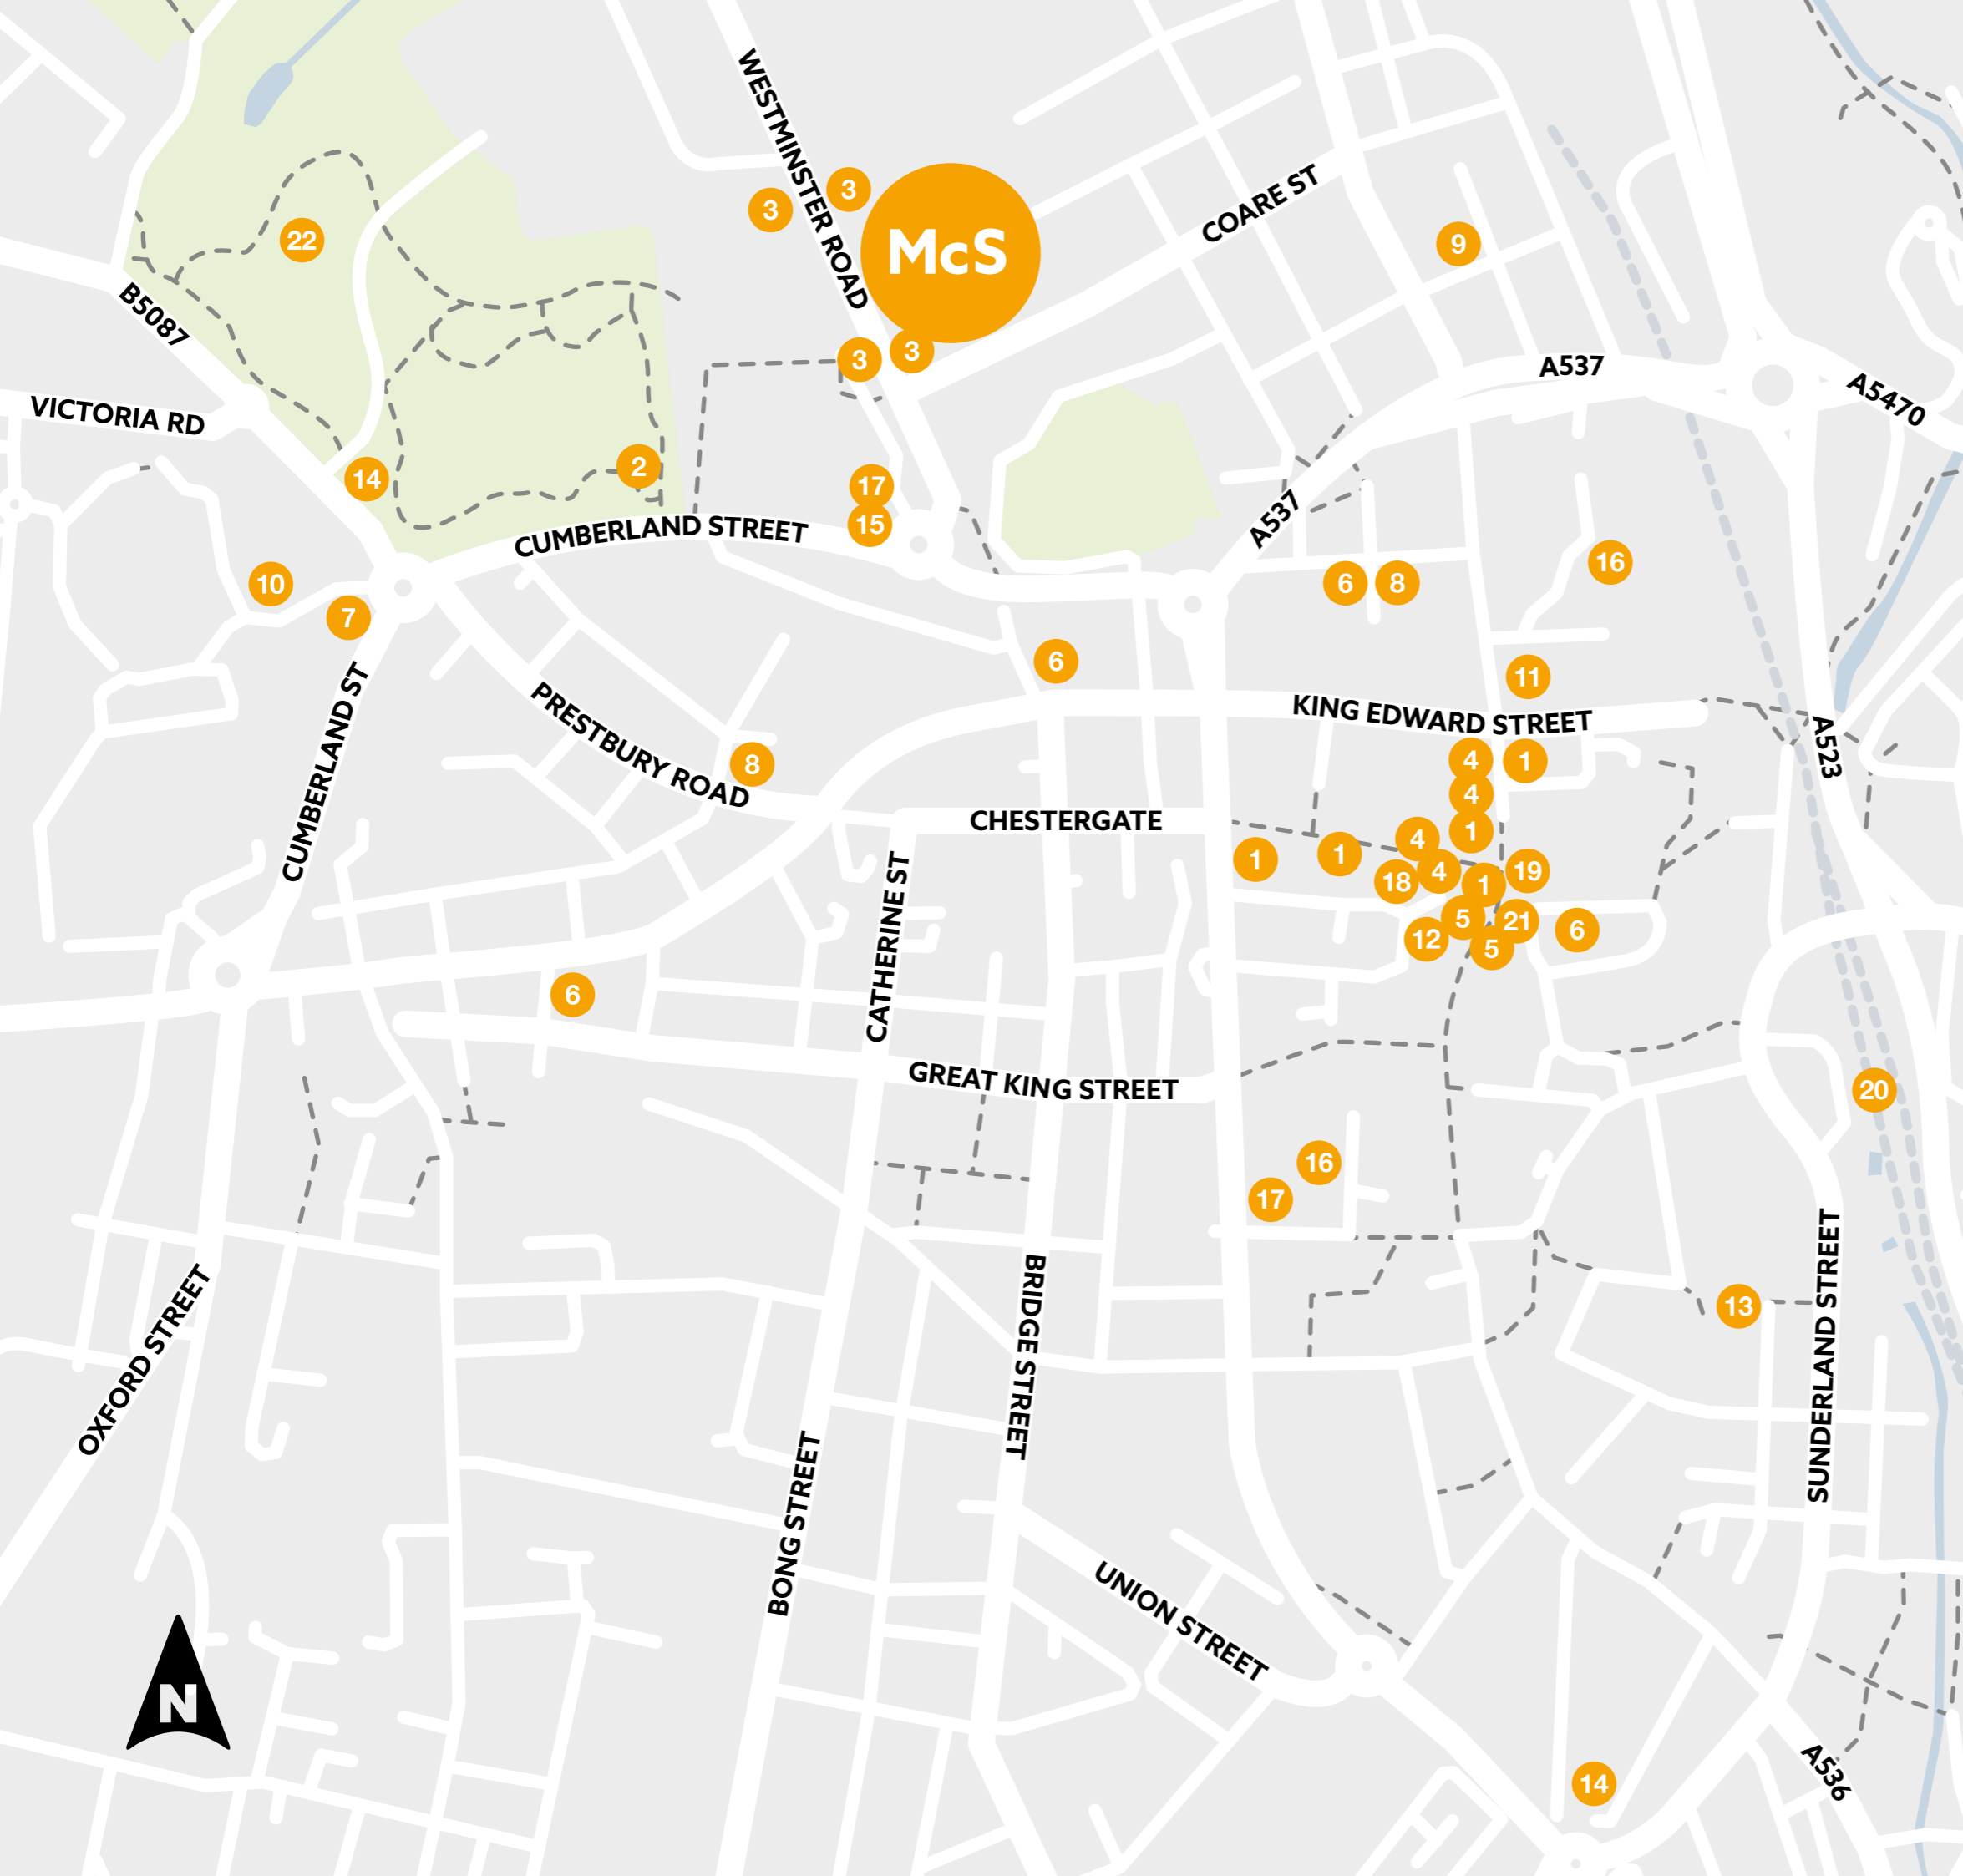 WESTMINSTER ROAD
3
3
McS
COARE ST
22
9
B5087
3
3
A537
A5470
VICTORIA RD
14
2
17
15
CUMBERLAND STREET
A537
16
10
7
6
8
6
11
CUMBERLAND ST
PRESTBURY ROAD
KING EDWARD STREET
A523
8
4
1
4
CHESTERGATE
1
4
1
1
18
4
1
19
CATHERINE ST
5
21
6
12
5
6
GREAT KING STREET
20
16
17
OXFORD STREET
BRIDGE STREET
13
SUNDERLAND STREET
BONG STREET
UNION STREET
N
14
A536